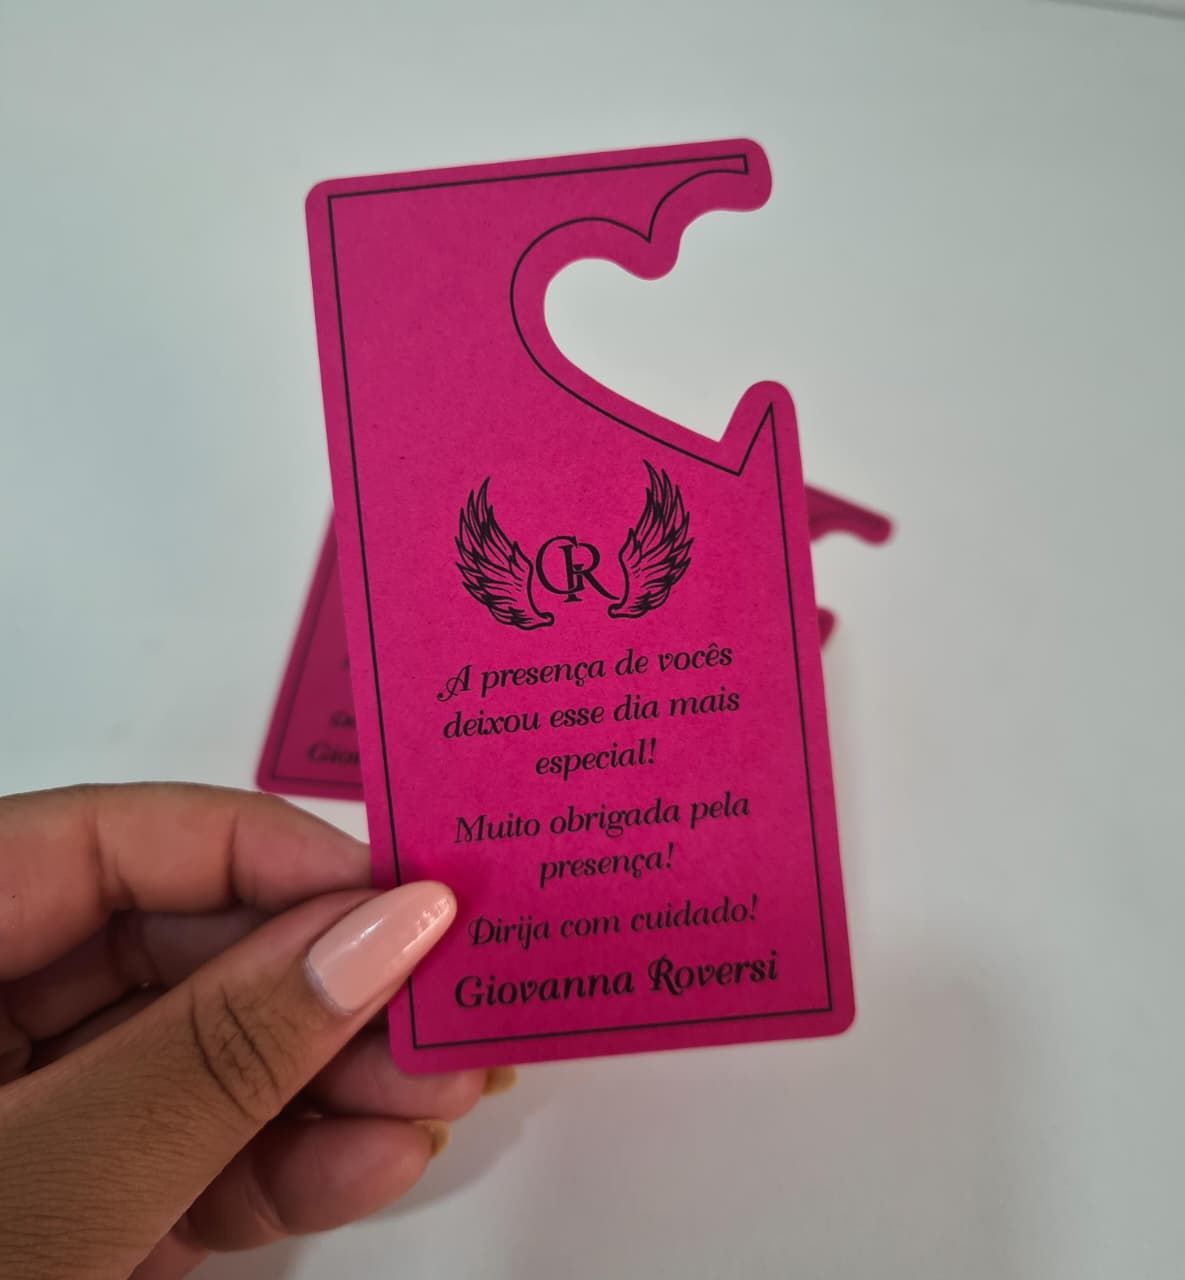 GR
A presença de vocês
deixou esse dia mais
especial!
Muito obrigada pela
presença!
Dirija com cuidado!
Giovanna Roversi